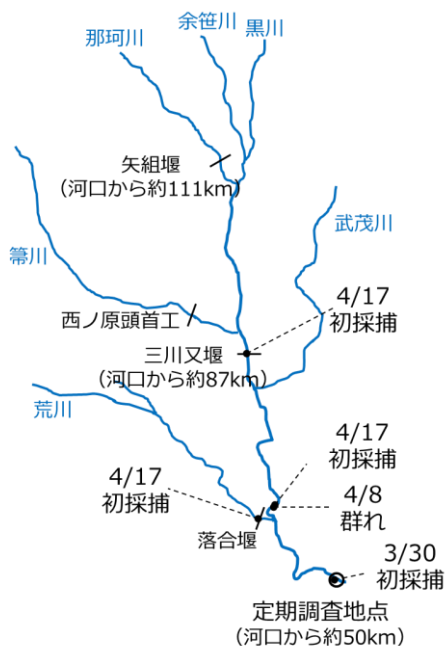 余笹川
黒川
那珂川
矢組堰
(河口から約111km)
武茂川
箒川
4/17
初採捕
西ノ原頭首工
三川又堰
(河口から約87km)
荒川
4/17
初採捕
4/17
初採捕
4/8
群れ
落合堰
3/30
初採捕
定期調査地点
(河口から約50km)